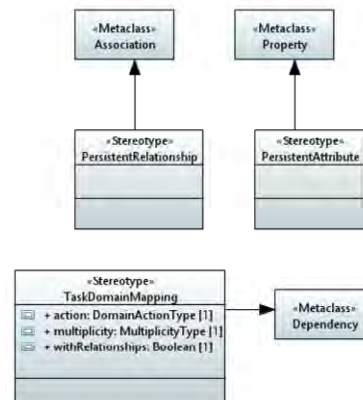 «Metaclass»
Association
«Metaclass»
Property
«Stereotype»
PersistentRelationship
«Stereotype»
PersistentAttribute
«Stereotype»
TaskDomainMapping
+ action: DomainActionType [1]
+ multiplicity: MultiplicityType [1]
+ withRelationships: Boolean [1]
«Metaclass»
Dependency